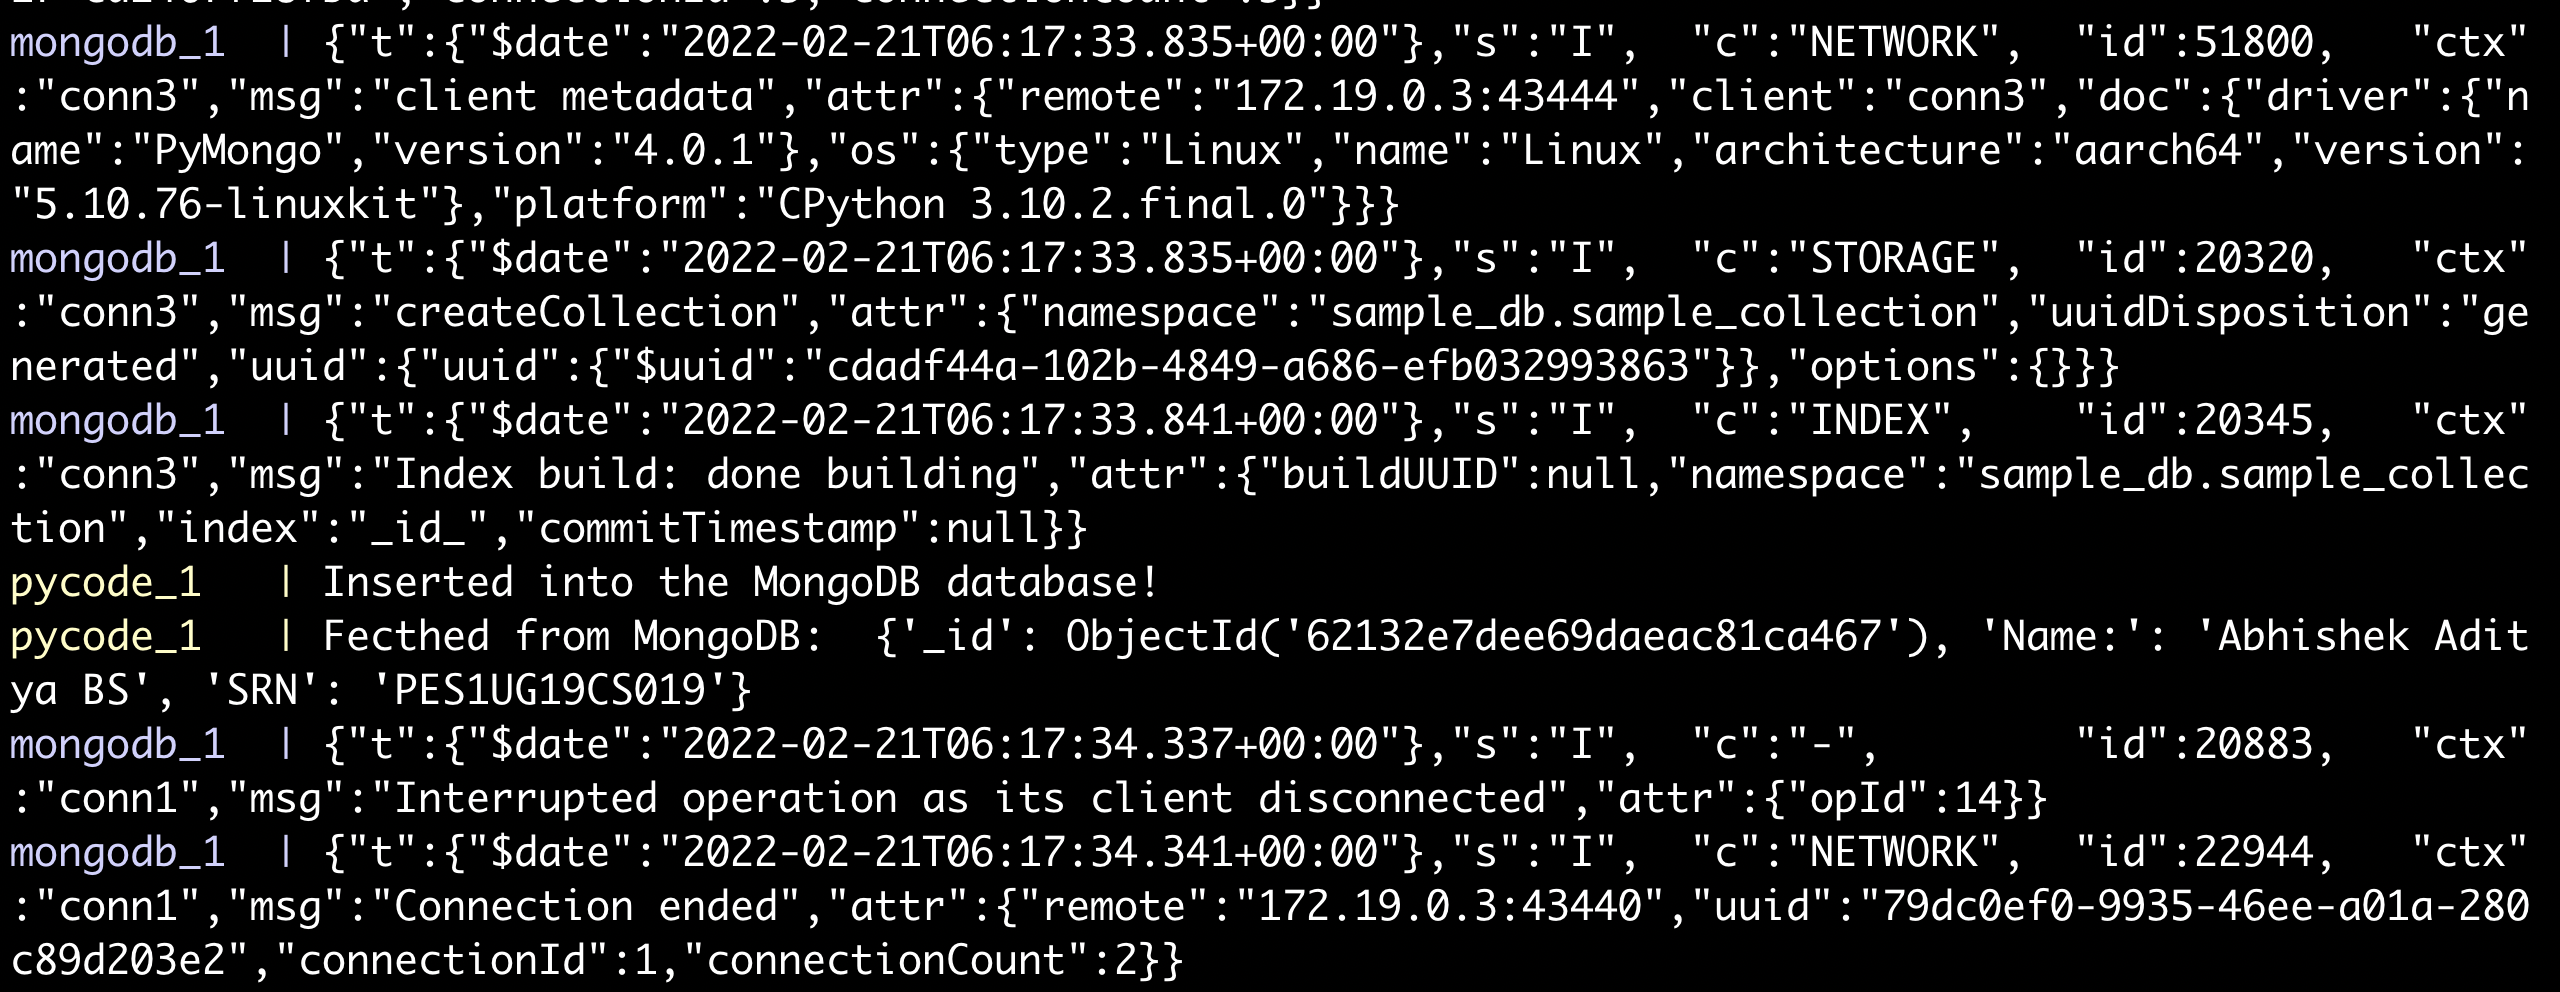 mongodb_1  | {"t":{"$date":"2022-02-21T06:17:33.835+00:00"},"s":"I",  "c":"NETWORK",  "id":51800,   "ctx"
:"conn3","msg":"client metadata","attr":{"remote":"172.19.0.3:43444","client":"conn3","doc":{"driver":{"n
ame":"PyMongo","version":"4.0.1"},"os":{"type":"Linux","name":"Linux","architecture":"aarch64","version":
"5.10.76-linuxkit"},"platform":"CPython 3.10.2.final.0"}}}
mongodb_1  | {"t":{"$date":"2022-02-21T06:17:33.835+00:00"},"s":"I",  "c":"STORAGE",  "id":20320,   "ctx"
:"conn3","msg":"createCollection","attr":{"namespace":"sample_db.sample_collection","uuidDisposition":"ge
nerated","uuid":{"uuid":{"$uuid":"cdadf44a-102b-4849-a686-efb032993863"}},"options":{}}}
mongodb_1  | {"t":{"$date":"2022-02-21T06:17:33.841+00:00"},"s":"I",  "c":"INDEX",    "id":20345,   "ctx"
:"conn3","msg":"Index build: done building","attr":{"buildUUID":null,"namespace":"sample_db.sample_collec
tion","index":"_id_","commitTimestamp":null}}
pycode_1   | Inserted into the MongoDB database!
pycode_1   | Fecthed from MongoDB:  {'_id': ObjectId('62132e7dee69daeac81ca467'), 'Name:': 'Abhishek Adit
ya BS', 'SRN': 'PES1UG19CS019'}
mongodb_1  | {"t":{"$date":"2022-02-21T06:17:34.337+00:00"},"s":"I",  "c":"-",        "id":20883,   "ctx"
:"conn1","msg":"Interrupted operation as its client disconnected","attr":{"opId":14}}
mongodb_1  | {"t":{"$date":"2022-02-21T06:17:34.341+00:00"},"s":"I",  "c":"NETWORK",  "id":22944,   "ctx"
:"conn1","msg":"Connection ended","attr":{"remote":"172.19.0.3:43440","uuid":"79dc0ef0-9935-46ee-a01a-280
c89d203e2","connectionId":1,"connectionCount":2}}